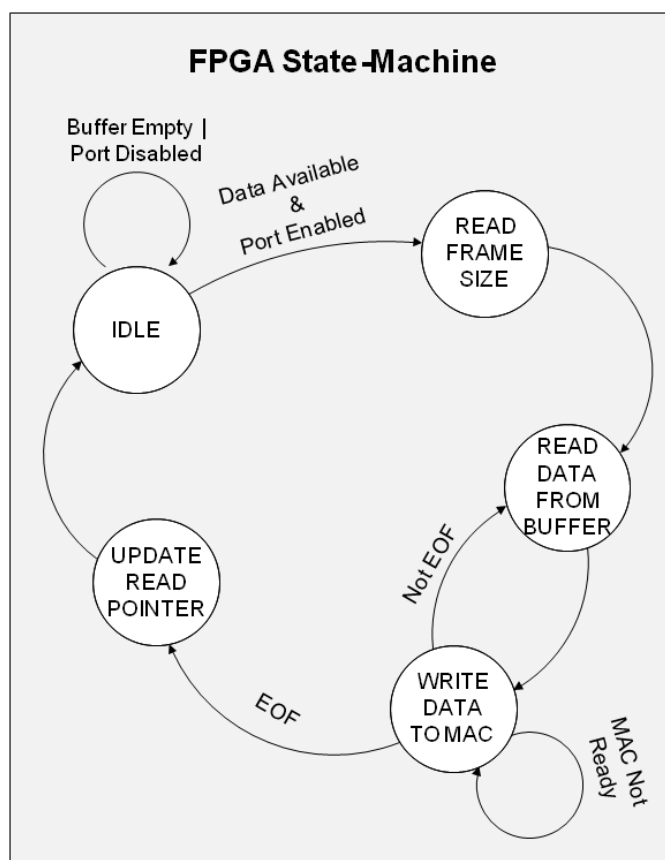 FPGA State-Machine
Buffer Empty |
Port Disabled
Data Available
&
Port Enabled
READ
FRAME
SIZE
IDLE
READ
DATA
FROM
BUFFER
Not EOF
UPDATE
READ
POINTER
WRITE
DATA
TO MAC
EOF
MAC Not
Ready